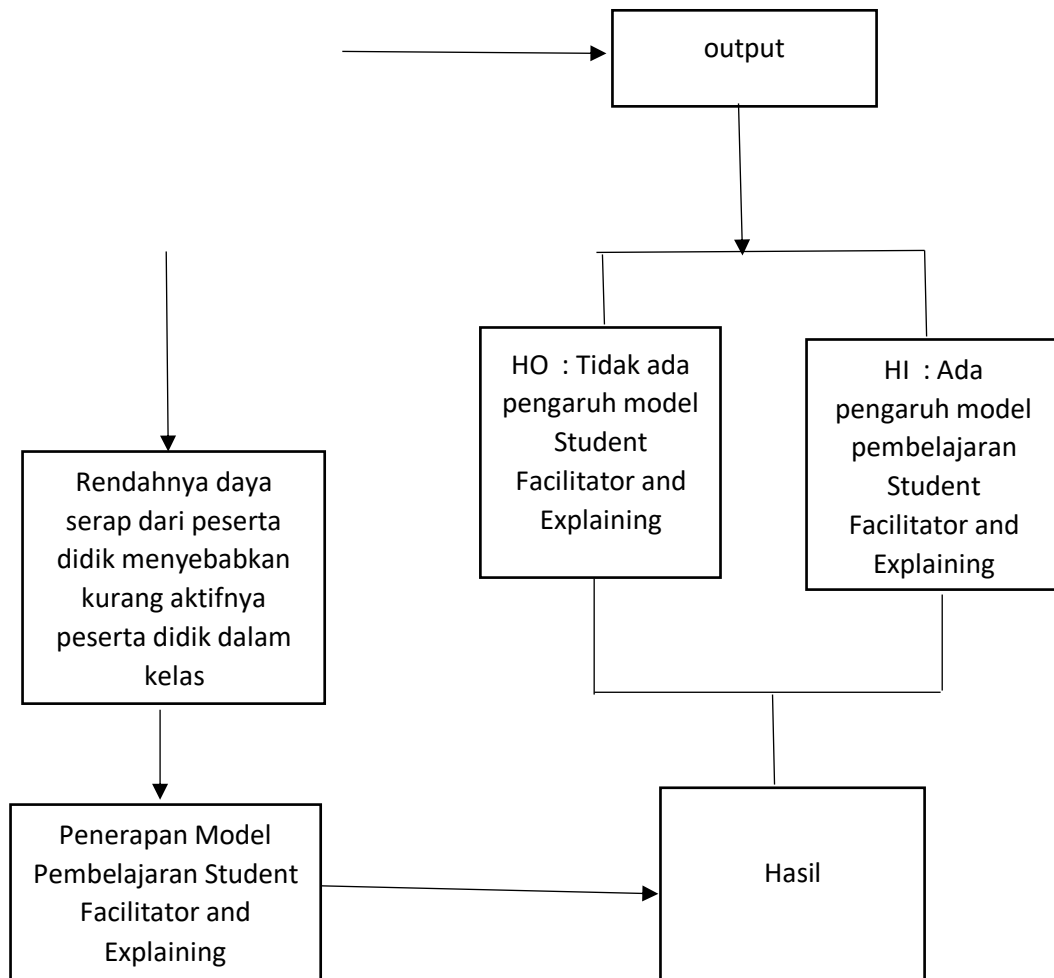 output
HO : Tidak ada
pengaruh model
Student
Facilitator and
Explaining
HI : Ada
pengaruh model
pembelajaran
Student
Facilitator and
Explaining
Rendahnya daya
serap dari peserta
didik menyebabkan
kurang aktifnya
peserta didik dalam
kelas
Penerapan Model
Pembelajaran Student
Facilitator and
Explaining
Hasil